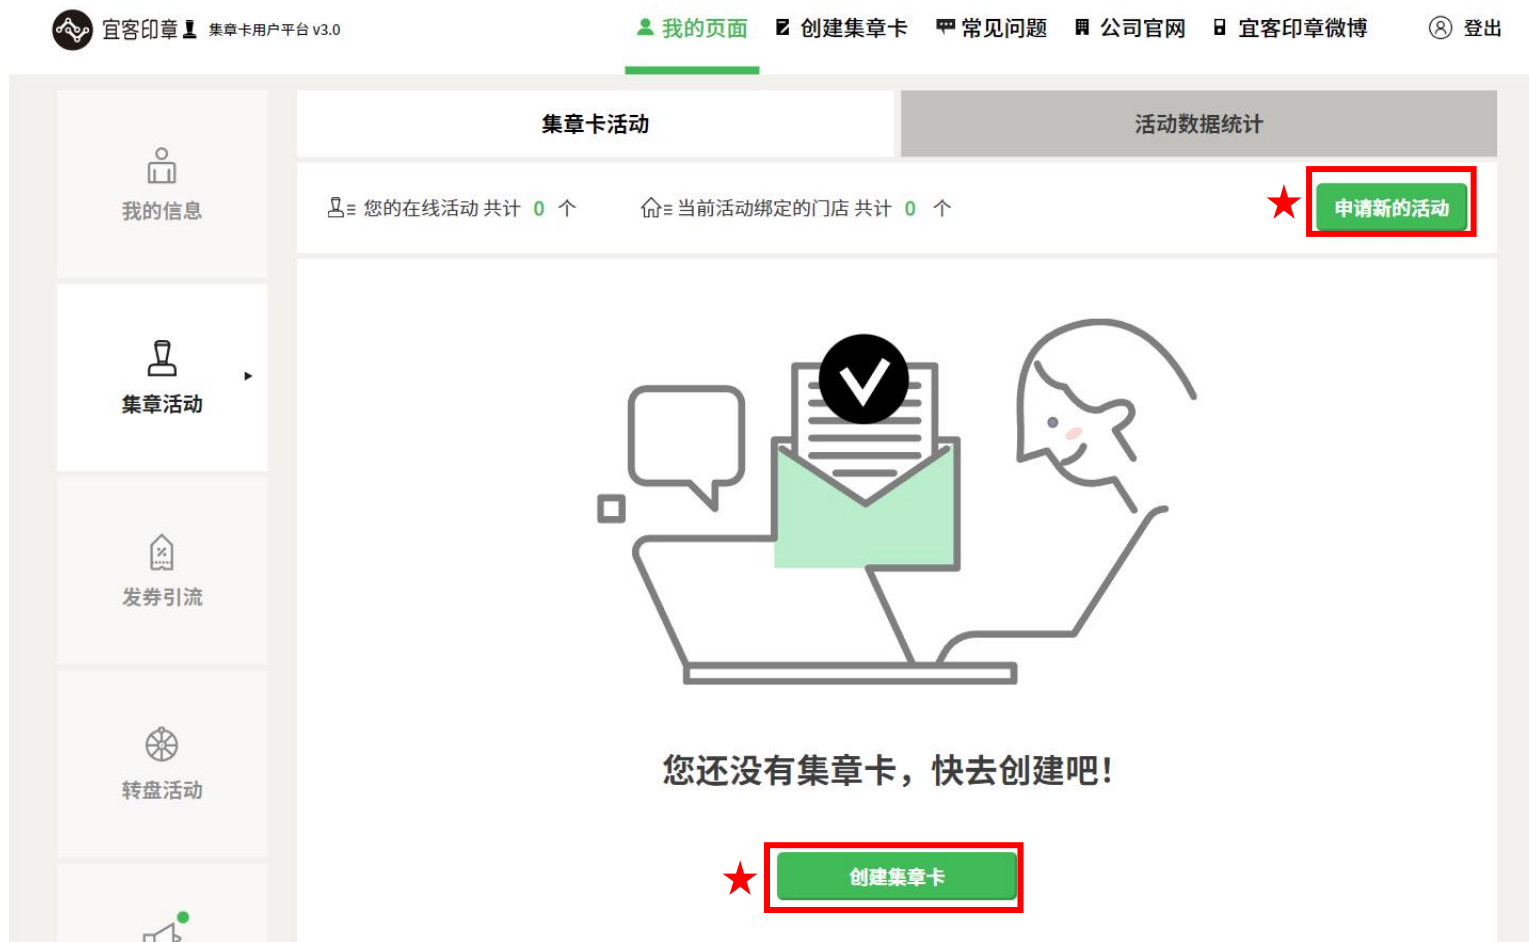 宜客印章 集章卡用户平台 v3.0
我的页面 创建集章卡 常见问题 公司官网 宜客印章微博 登出
集章卡活动 活动数据统计
我的信息
您的在线活动 共计 0 个 当前活动绑定的门店 共计 0 个
申请新的活动
集章活动
发券引流
转盘活动
您还没有集章卡，快去创建吧！
创建集章卡